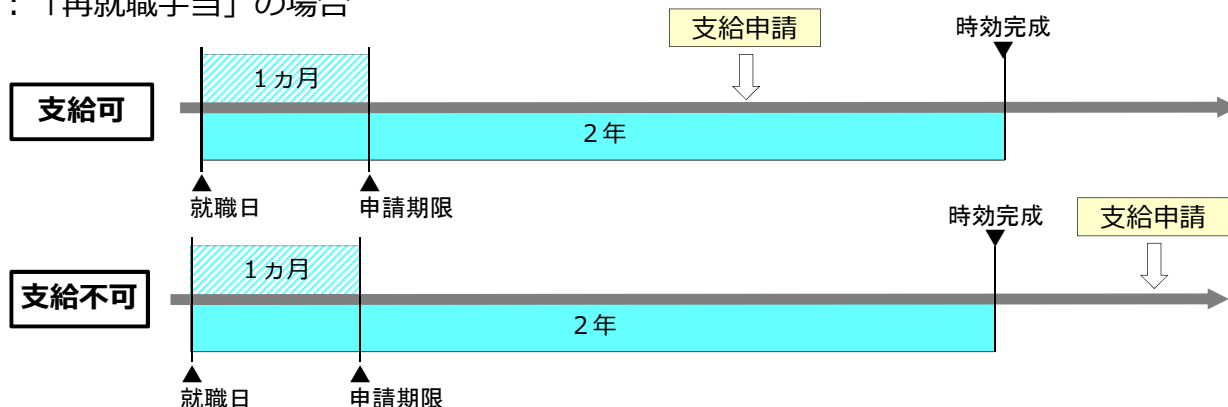 ：「再就職手当」の場合
支給申請
時効完成
１ヵ月
支給可
２年
就職日
申請期限
時効完成
支給申請
１ヵ月
支給不可
２年
就職日
申請期限